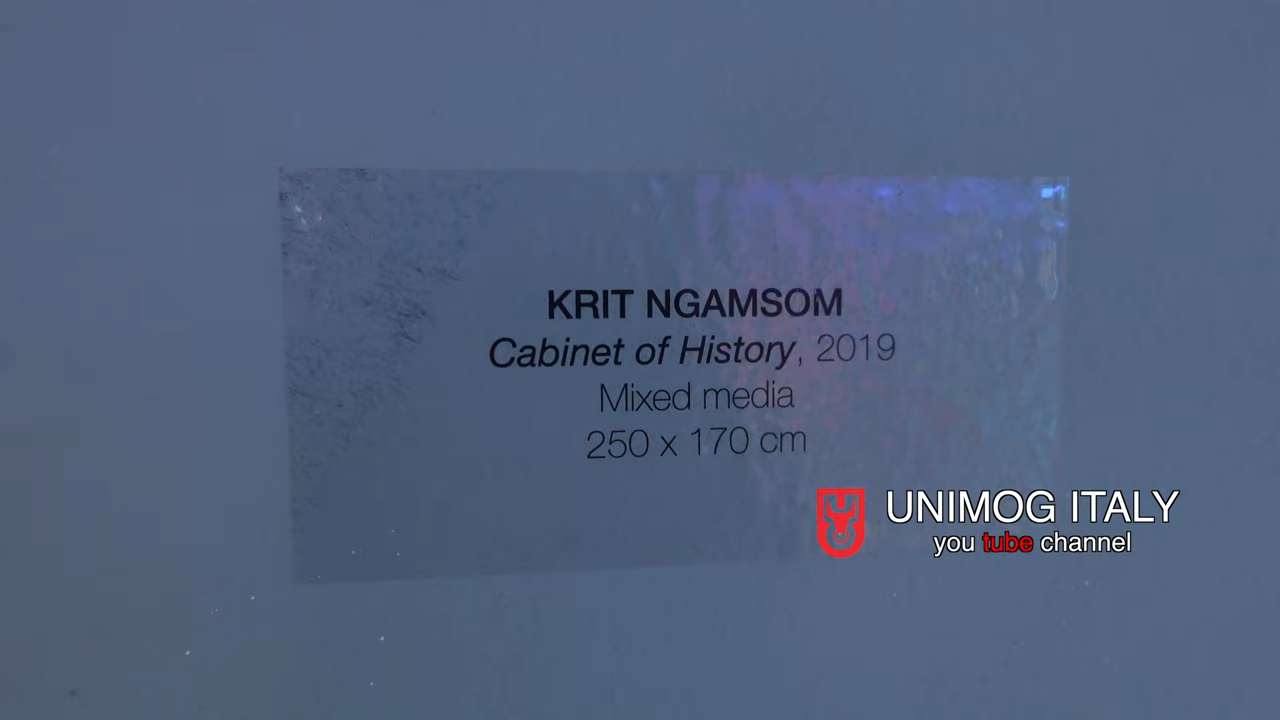 KRIT NGAMSOM
Cabinet of History, 2019
Mixed media
250 x 170 cm
UNIMOG ITALY
you tube channel